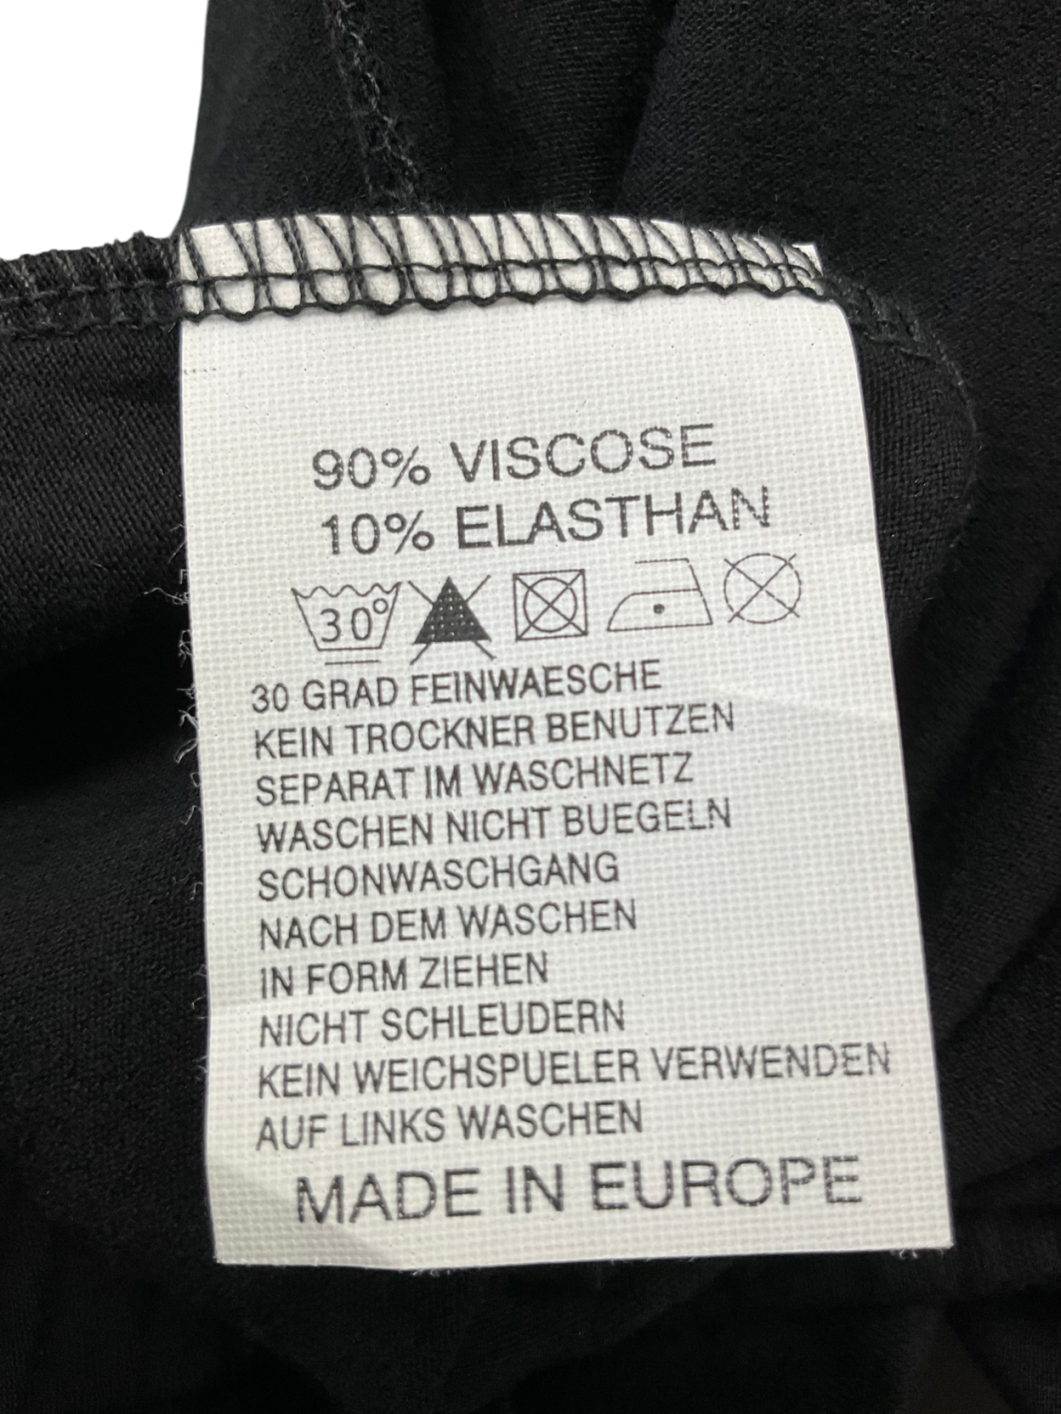 90% VISCOSE
10% ELASTHAN
30°
30 GRAD FEINWAESCHE
KEIN TROCKNER BENUTZEN
SEPARAT IM WASCHNETZ
WASCHEN NICHT BUEGELN
SCHONWASCHGANG
NACH DEM WASCHEN
IN FORM ZIEHEN
NICHT SCHLEUDERN
KEIN WEICHSPUELER VERWENDEN
AUF LINKS WASCHEN
MADE IN EUROPE